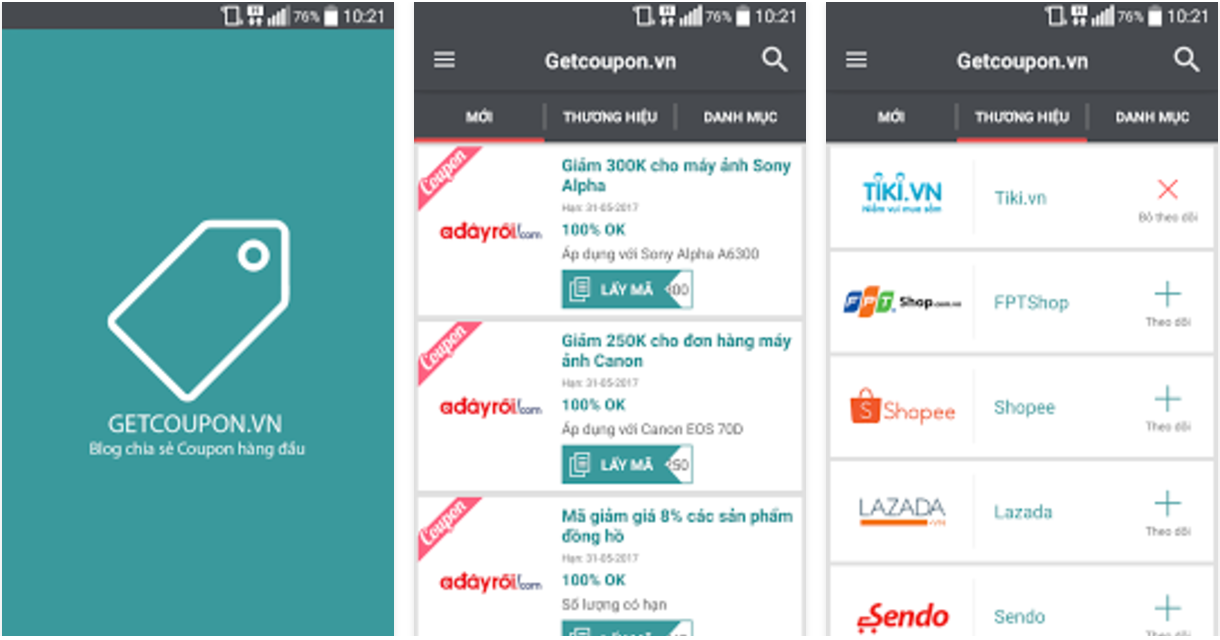 76% 10:21
GETCOUPON.VN
Blog chia sẻ Coupon hàng đầu
76% 10:21
Getcoupon.vn
MỚI THƯƠNG HIỆU DANH MỤC
Coupon
adayroi.com
Giảm 300K cho máy ảnh Sony
Alpha
Hạn: 31-05-2017
100% OK
Áp dụng với Sony Alpha A6300
LẤY MÃ 00
Coupon
adayroi.com
Giảm 250K cho đơn hàng máy
ảnh Canon
Hạn: 31-05-2017
100% OK
Áp dụng với Canon EOS 70D
LẤY MÃ 50
Coupon
adayroi.com
Mã giảm giá 8% các sản phẩm
đồng hồ
Hạn: 31-05-2017
100% OK
Số lượng có hạn
76% 10:21
Getcoupon.vn
MỚI THƯƠNG HIỆU DANH MỤC
TIKI.VN
Niềm vui mua sắm
Tiki.vn
Bỏ theo dõi
FPT Shop.com.vn
FPTShop
Theo dõi
Shopee
Shopee
Theo dõi
LAZADA
.VN
Lazada
Theo dõi
Sendo
Sendo
Theo dõi